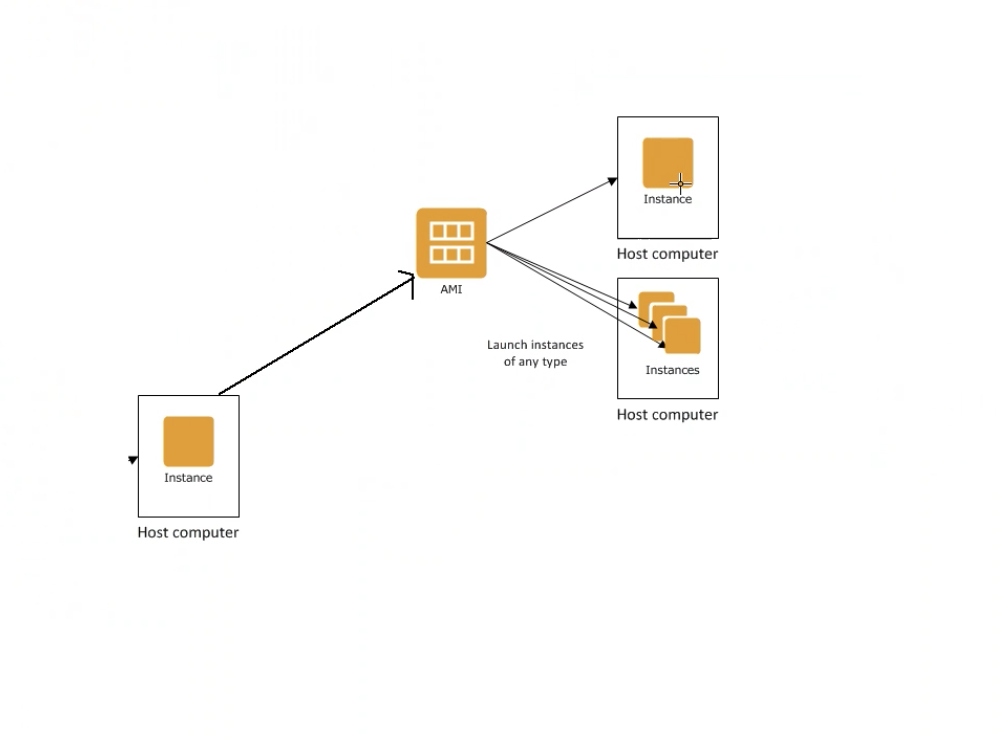 Instance
Host computer
AMI
Launch instances
of any type
Instances
Host computer
Instance
Host computer